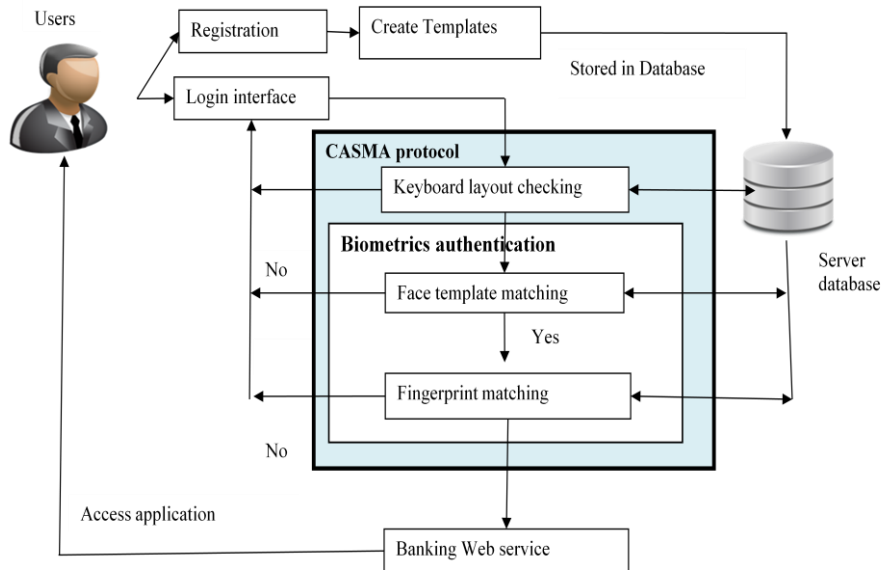 Users
Registration
Create Templates
Stored in Database
Login interface
CASMA protocol
Keyboard layout checking
Biometrics authentication
No
Face template matching
Server
database
Yes
Fingerprint matching
No
Access application
Banking Web service